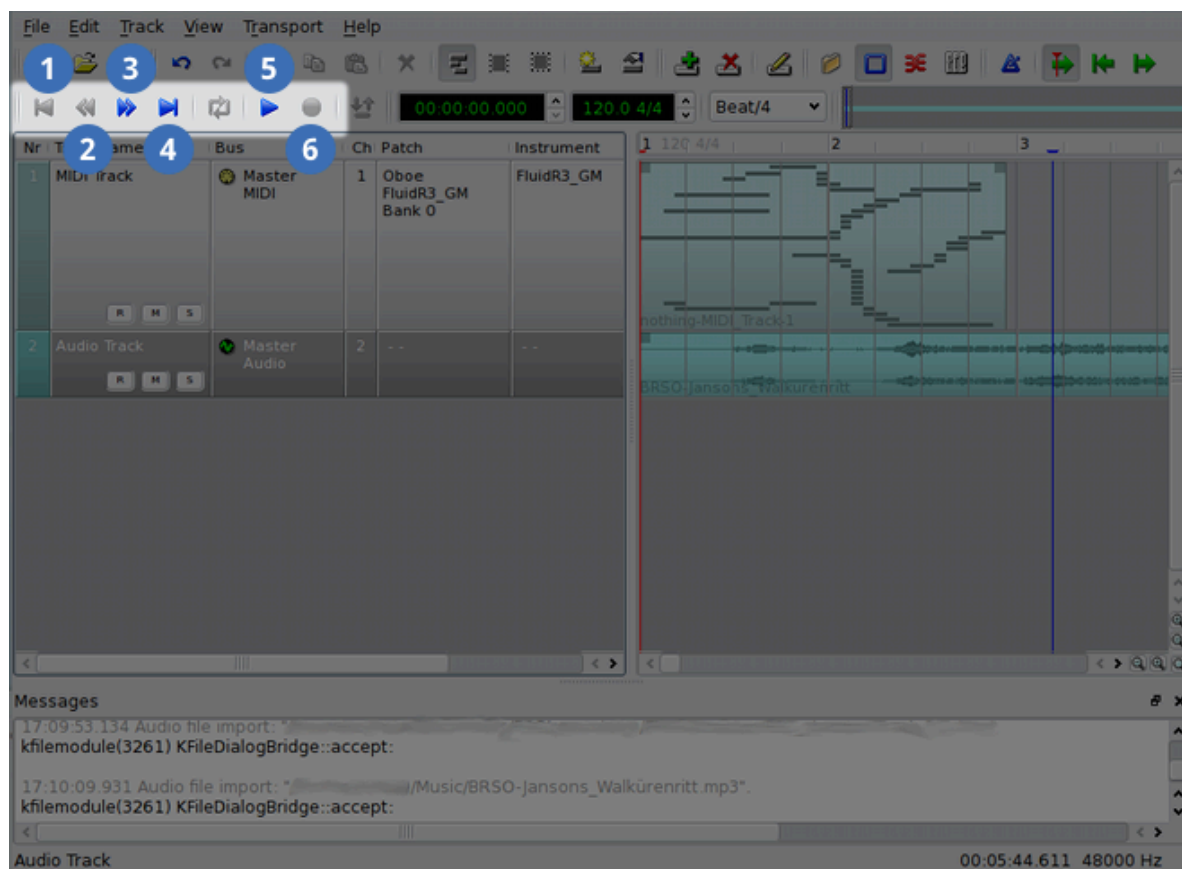 File Edit Track View Transport Help
1 3 5
00:00:00.000 120.0 4/4 Beat/4
2 4 6
Nr ame Bus Ch Patch Instrument
1 120 4/4 2 3
1 MIDI Track Master MIDI 1 Oboe FluidR3_GM Bank 0 FluidR3_GM
R M S
nothing-MIDI_Track-1
2 Audio Track Master Audio 2 -- --
R M S
BRSO-Jansons_Walkürenritt
Messages
17:09:53.134 Audio file import: "
kfilemodule(3261) KFileDialogBridge::accept:
17:10:09.931 Audio file import: "/Music/BRSO-Jansons_Walkürenritt.mp3".
kfilemodule(3261) KFileDialogBridge::accept:
Audio Track 00:05:44.611 48000 Hz